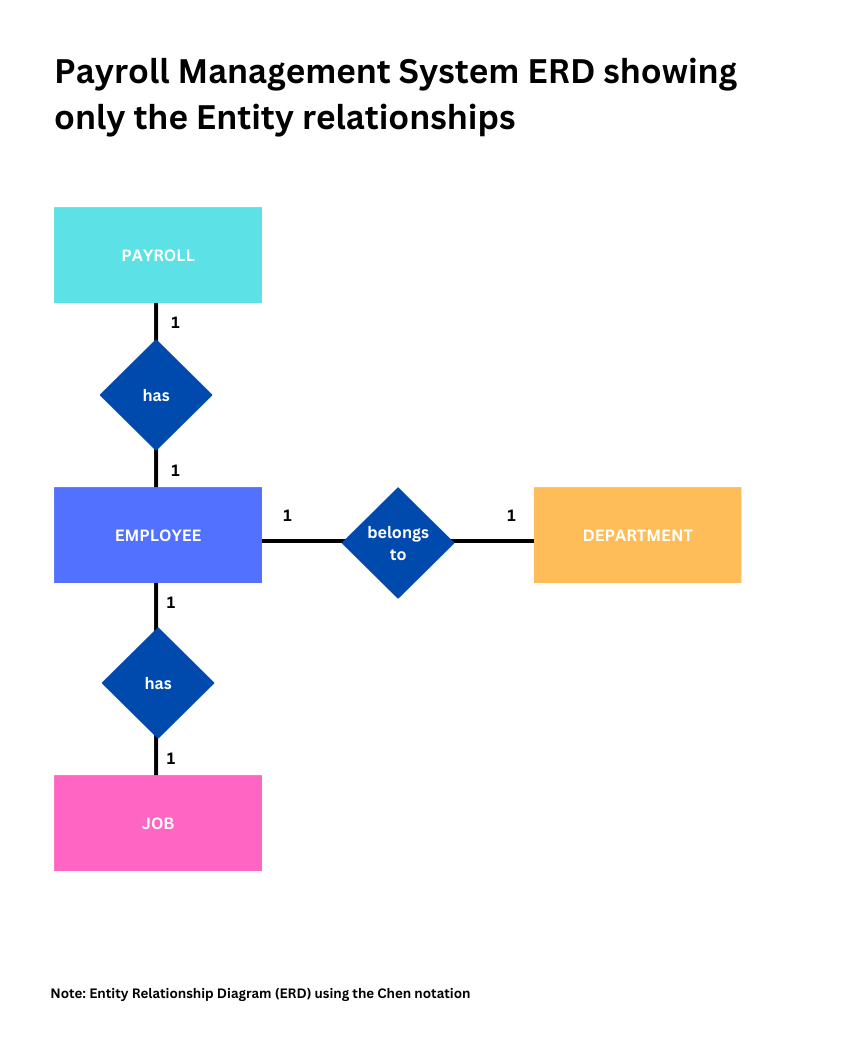 Payroll Management System ERD showing
only the Entity relationships
PAYROLL
1
has
1
EMPLOYEE
1
belongs
to
1
DEPARTMENT
1
has
1
JOB
Note: Entity Relationship Diagram (ERD) using the Chen notation